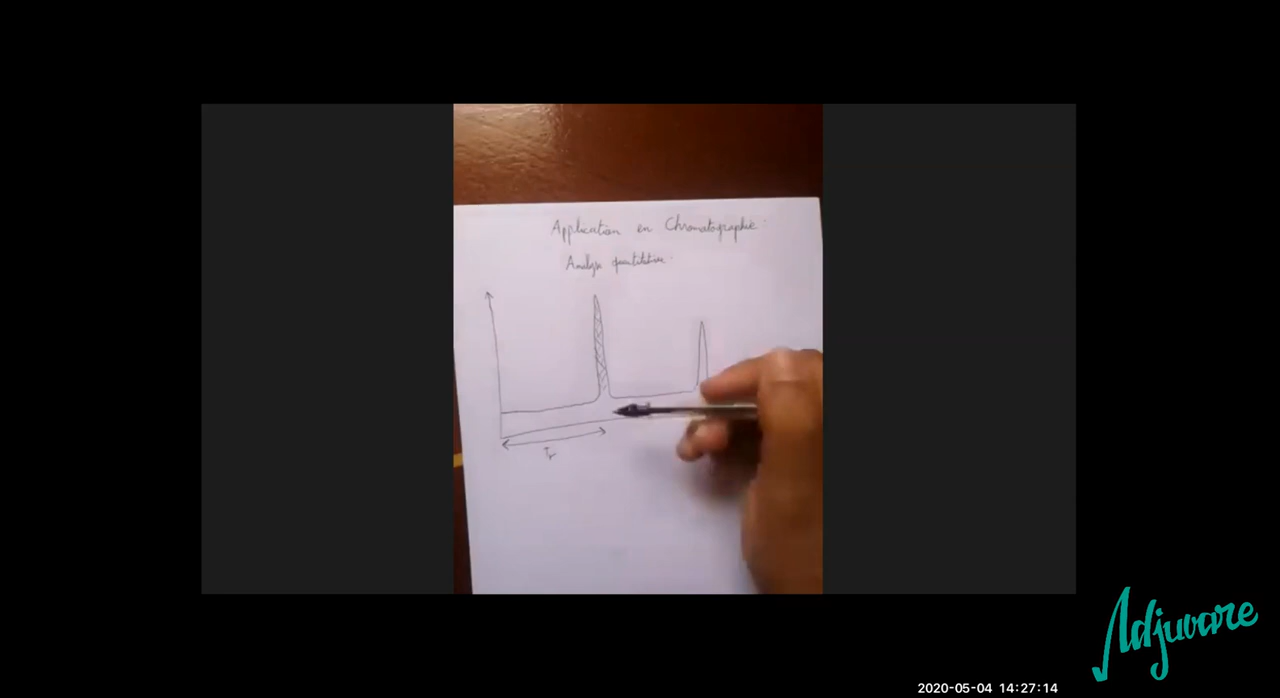 Application en Chromatographie
Analyse quantitative
Tr
Adjuvare
2020-05-04 14:27:14